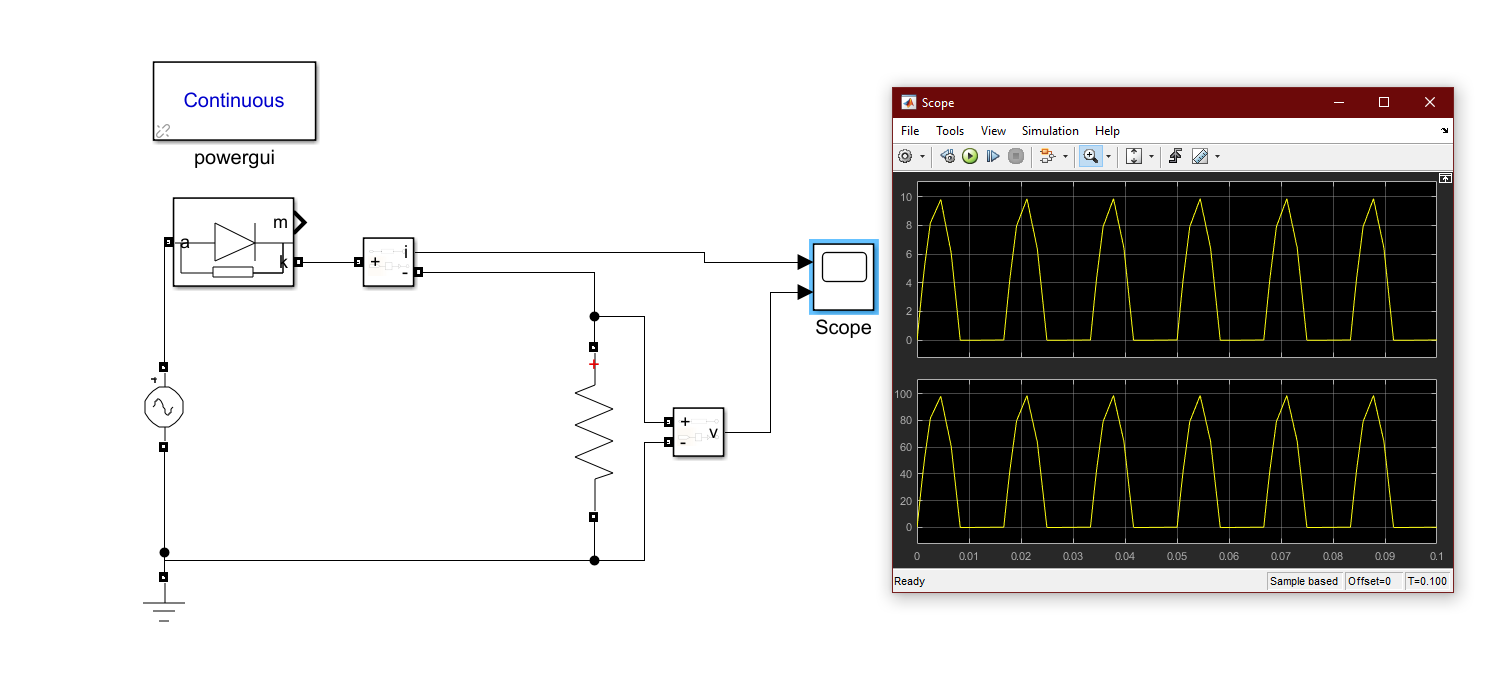 Continuous
powergui
m
a
k
i
+
-
+
Scope
+
-
v
Scope
File Tools View Simulation Help
10
8
6
4
2
0
100
80
60
40
20
0
0 0.01 0.02 0.03 0.04 0.05 0.06 0.07 0.08 0.09 0.1
Ready Sample based Offset=0 T=0.100